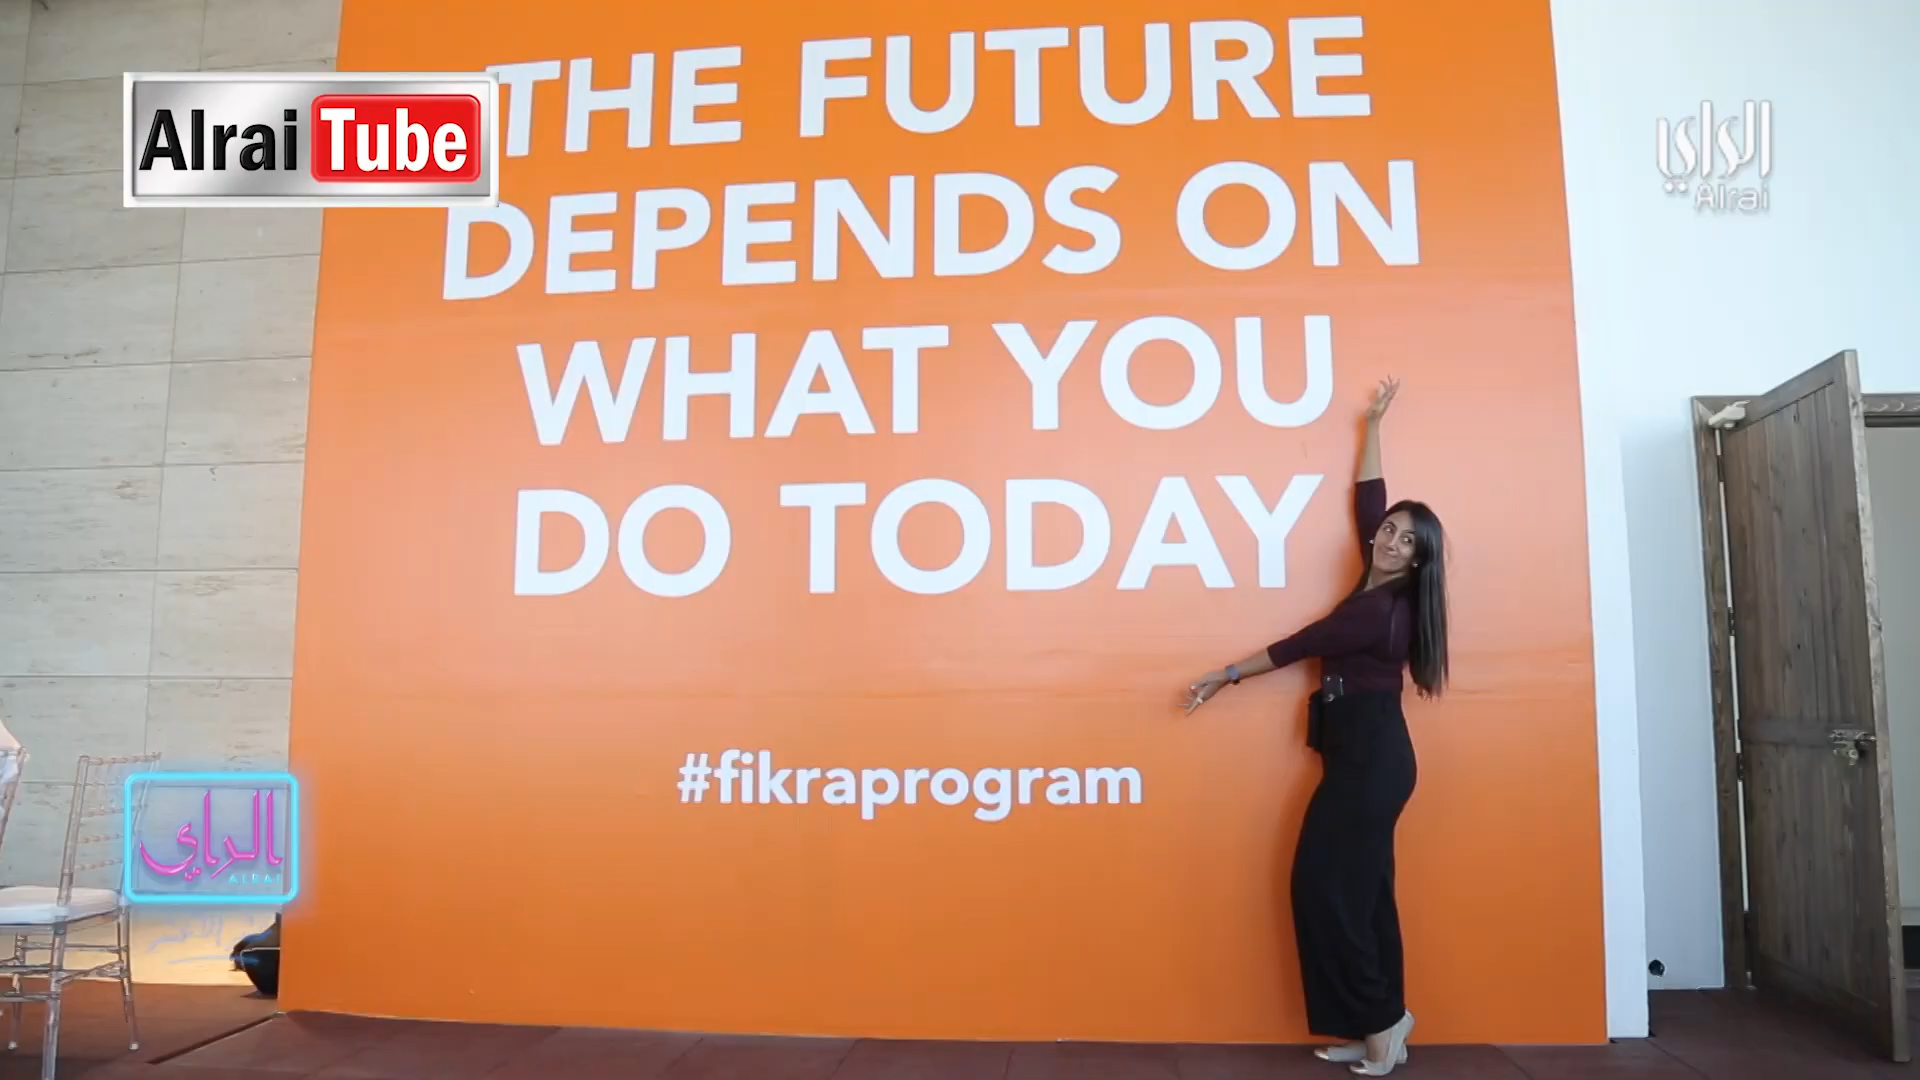 THE FUTURE
DEPENDS ON
WHAT YOU
DO TODAY
#fikraprogram
Alrai Tube
الراي
Alrai
الراي
ALRAI